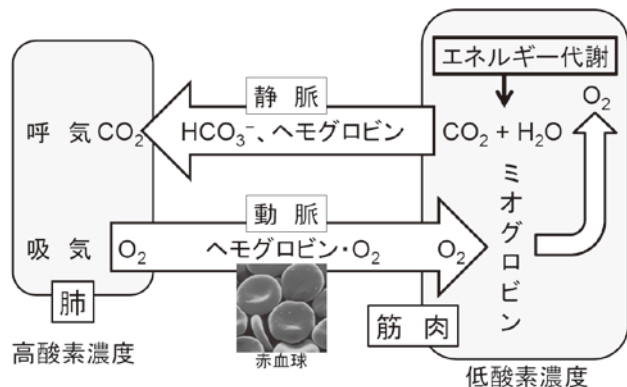 エネルギー代謝
静 脈
O₂
呼 気 CO₂
HCO₃⁻、ヘモグロビン
CO₂ + H₂O
動 脈
吸 気 O₂
ヘモグロビン・O₂
O₂
ミオグロビン
肺
筋 肉
赤血球
高酸素濃度
低酸素濃度